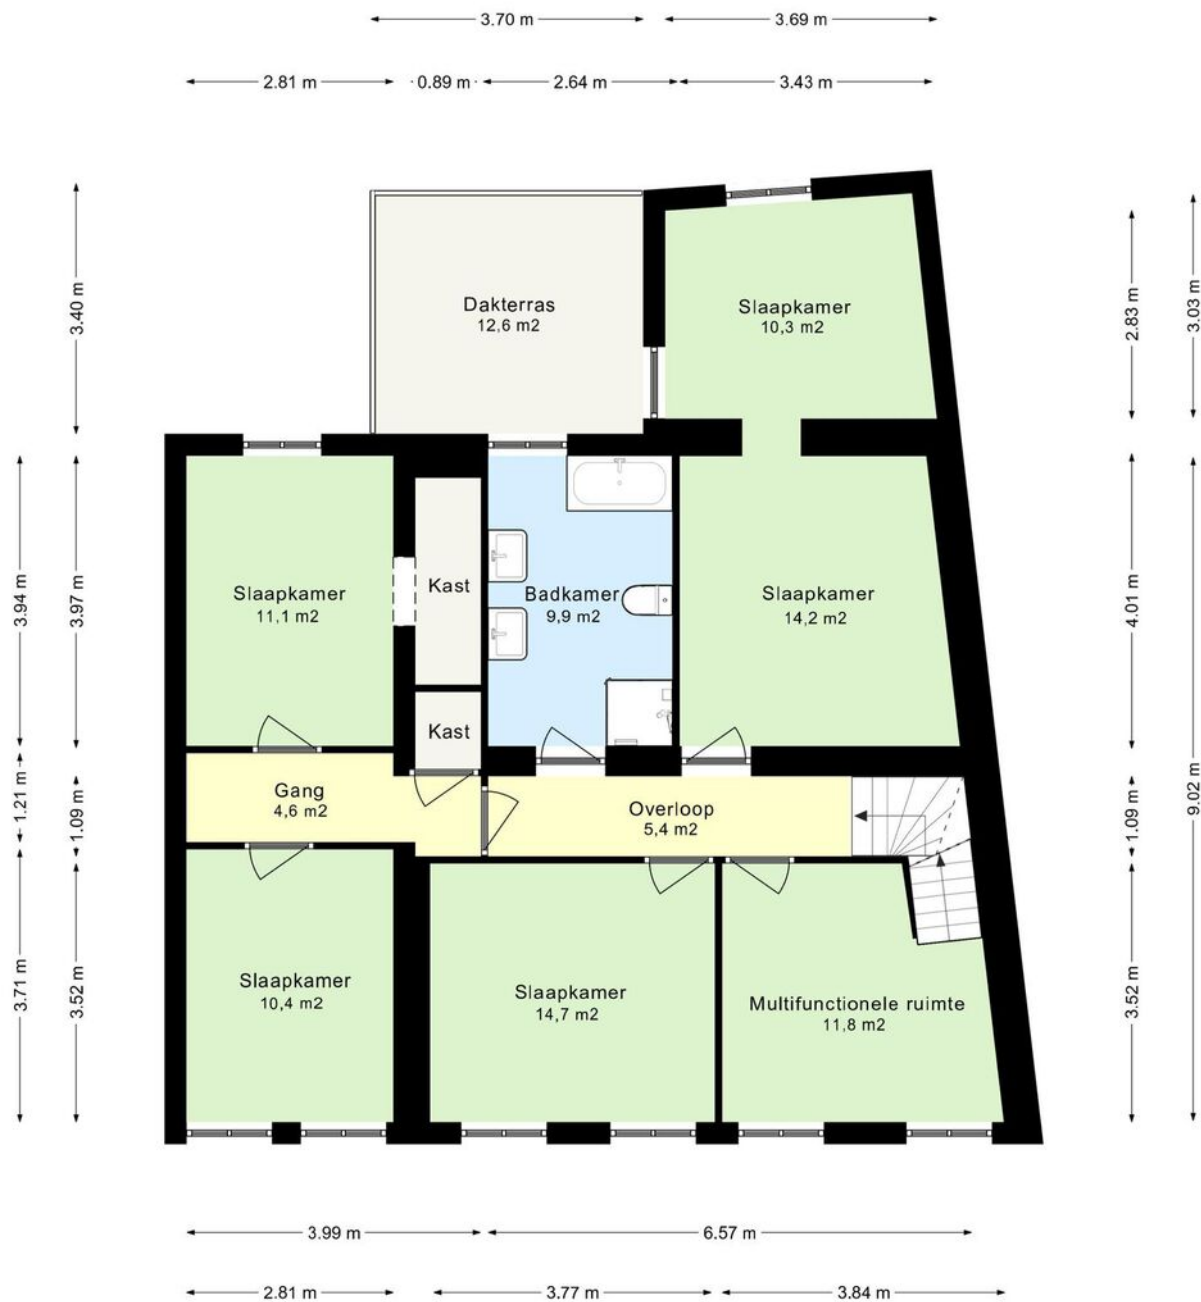 3.70 m
3.69 m
2.81 m
0.89 m
2.64 m
3.43 m
3.40 m
2.83 m
3.03 m
Dakterras
12,6 m2
Slaapkamer
10,3 m2
3.94 m
3.97 m
4.01 m
Slaapkamer
11,1 m2
Kast
Badkamer
9,9 m2
Slaapkamer
14,2 m2
Kast
1.21 m
1.09 m
Gang
4,6 m2
Overloop
5,4 m2
1.09 m
9.02 m
3.71 m
3.52 m
Slaapkamer
10,4 m2
Slaapkamer
14,7 m2
Multifunctionele ruimte
11,8 m2
3.52 m
3.99 m
6.57 m
2.81 m
3.77 m
3.84 m